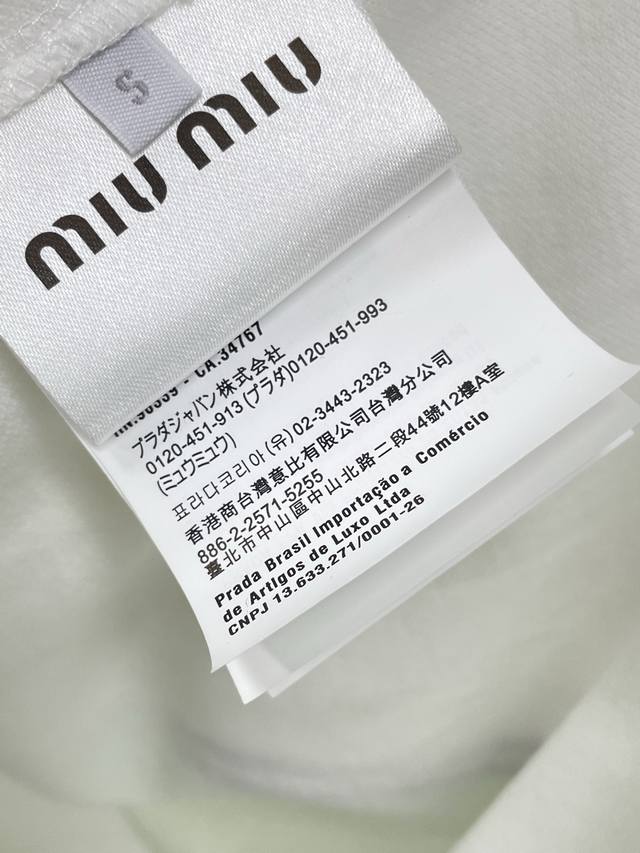 S
MIU MIU
RN.90339 - CA.34767
プラダジャパン株式会社
0120-451-913 (プラダ)0120-451-993
(ミュウミュウ)
프라다코리아 (유)02-3443-2323
香港商台灣意比有限公司台灣分公司
886-2-2571-5255
臺北市中山區中山北路二段44號12樓A室
Prada Brasil Importação a Comércio
de Artigos de Luxo Ltda
CNPJ 13.633.271/0001-26